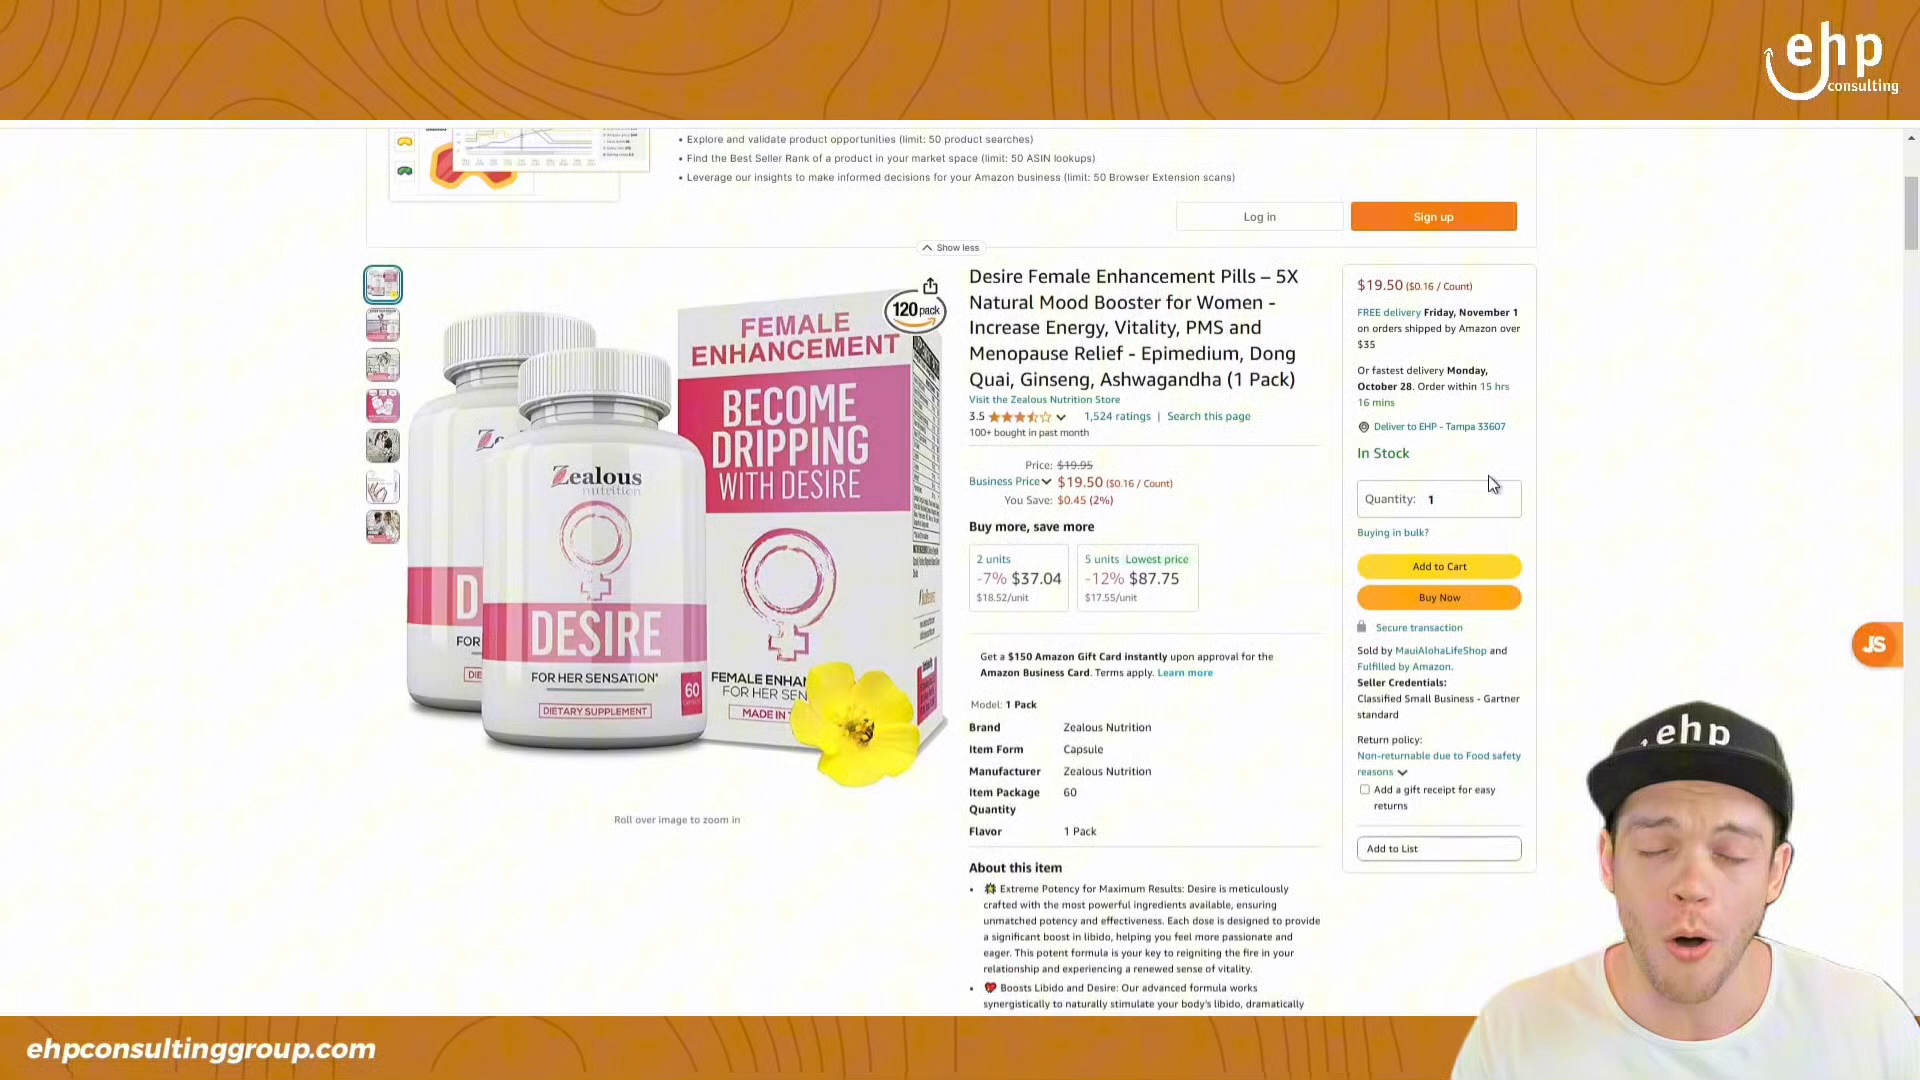 ehp
consulting
• Explore and validate product opportunities (limit: 50 product searches)
• Find the Best Seller Rank of a product in your market space (limit: 50 ASIN lookups)
• Leverage our insights to make informed decisions for your Amazon business (limit: 50 Browser Extension scans)
Log in
Sign up
Show less
120 pack
FEMALE
ENHANCEMENT
BECOME
DRIPPING
WITH DESIRE
Zealous
nutrition
DESIRE
FOR HER SENSATION*
DIETARY SUPPLEMENT
60
D
FOR
DIE
FEMALE ENHAN
FOR HER SEN
MADE IN
Roll over image to zoom in
Desire Female Enhancement Pills – 5X
Natural Mood Booster for Women -
Increase Energy, Vitality, PMS and
Menopause Relief - Epimedium, Dong
Quai, Ginseng, Ashwagandha (1 Pack)
Visit the Zealous Nutrition Store
3.5 1,524 ratings | Search this page
100+ bought in past month
Price: $19.95
Business Price $19.50 ($0.16 / Count)
You Save: $0.45 (2%)
Buy more, save more
2 units
-7% $37.04
$18.52/unit
5 units Lowest price
-12% $87.75
$17.55/unit
Get a $150 Amazon Gift Card instantly upon approval for the
Amazon Business Card. Terms apply. Learn more
Model: 1 Pack
Brand Zealous Nutrition
Item Form Capsule
Manufacturer Zealous Nutrition
Item Package 60
Quantity
Flavor 1 Pack
About this item
• Extreme Potency for Maximum Results: Desire is meticulously
crafted with the most powerful ingredients available, ensuring
unmatched potency and effectiveness. Each dose is designed to provide
a significant boost in libido, helping you feel more passionate and
eager. This potent formula is your key to reigniting the fire in your
relationship and experiencing a renewed sense of vitality.
• Boosts Libido and Desire: Our advanced formula works
synergistically to naturally stimulate your body's libido, dramatically
$19.50 ($0.16 / Count)
FREE delivery Friday, November 1
on orders shipped by Amazon over
$35
Or fastest delivery Monday,
October 28. Order within 15 hrs
16 mins
Deliver to EHP - Tampa 33607
In Stock
Quantity: 1
Buying in bulk?
Add to Cart
Buy Now
Secure transaction
Sold by MauiAlohaLifeShop and
Fulfilled by Amazon.
Seller Credentials:
Classified Small Business - Gartner
standard
Return policy:
Non-returnable due to Food safety
reasons
Add a gift receipt for easy
returns
Add to List
JS
ehp
ehpconsultinggroup.com